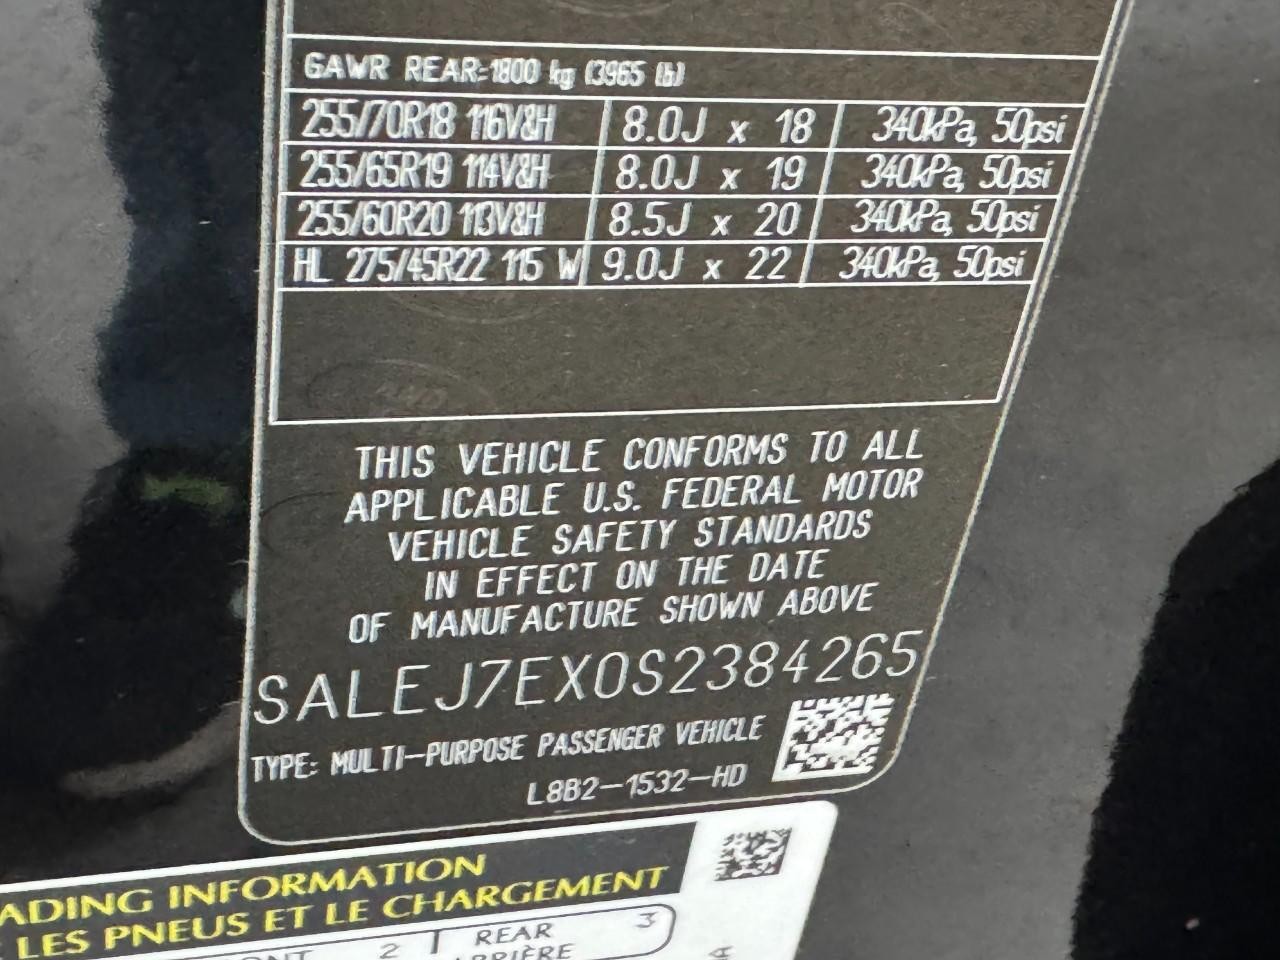 GAWR REAR=1800 kg (3965 lb)
255/70R18 116V&H 8.0J x 18 340kPa, 50psi
255/65R19 114V&H 8.0J x 19 340kPa, 50psi
255/60R20 113V&H 8.5J x 20 340kPa, 50psi
HL 275/45R22 115 W 9.0J x 22 340kPa, 50psi
THIS VEHICLE CONFORMS TO ALL
APPLICABLE U.S. FEDERAL MOTOR
VEHICLE SAFETY STANDARDS
IN EFFECT ON THE DATE
OF MANUFACTURE SHOWN ABOVE
SALEJ7EX0S2384265
TYPE: MULTI-PURPOSE PASSENGER VEHICLE
L8B2-1532-HD
ADING INFORMATION
LES PNEUS ET LE CHARGEMENT
ONT 2 REAR 3
RRIÈRE